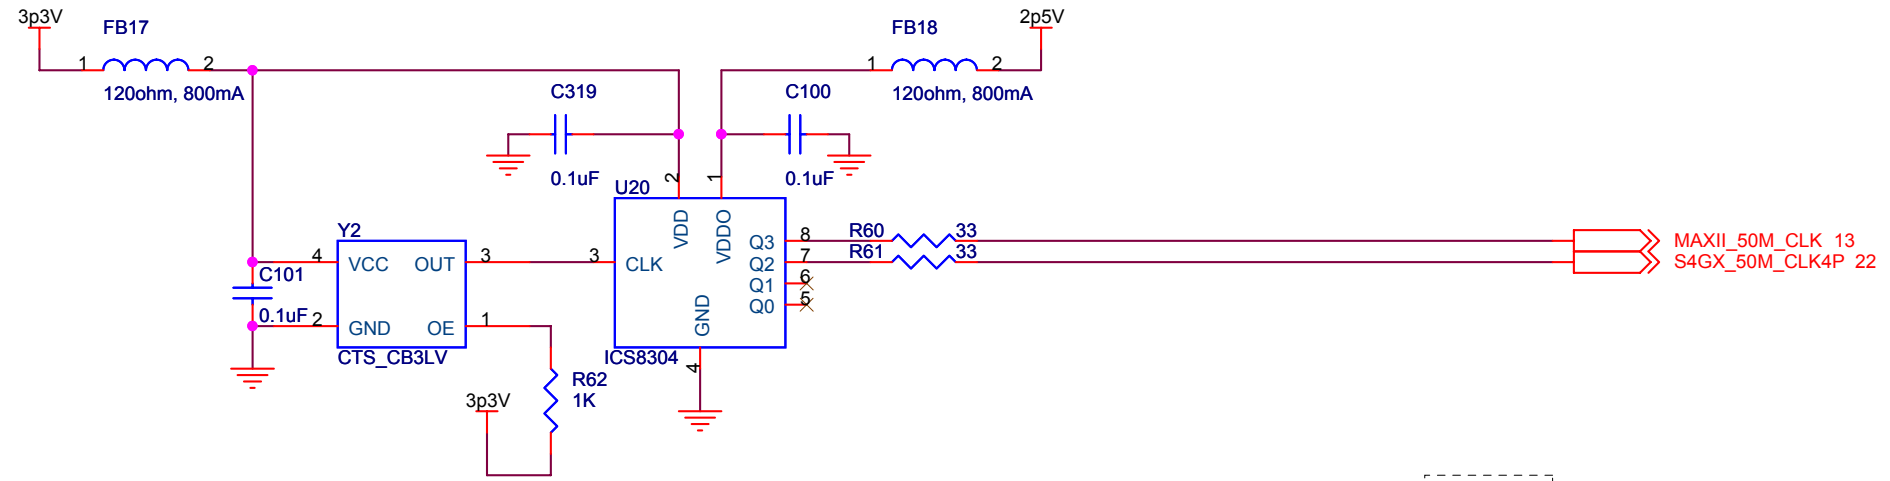 3p3V
FB17
1
2
120ohm, 800mA
FB18
2p5V
1
2
120ohm, 800mA
C319
0.1uF
C100
0.1uF
U20
2
1
VDD
VDDO
Q3
8
Q2
7
Q1
6
Q0
5
3
CLK
GND
4
ICS8304
R60
33
R61
33
MAXII_50M_CLK 13
S4GX_50M_CLK4P 22
Y2
4
VCC
OUT
3
C101
0.1uF
2
GND
OE
1
CTS_CB3LV
R62
1K
3p3V